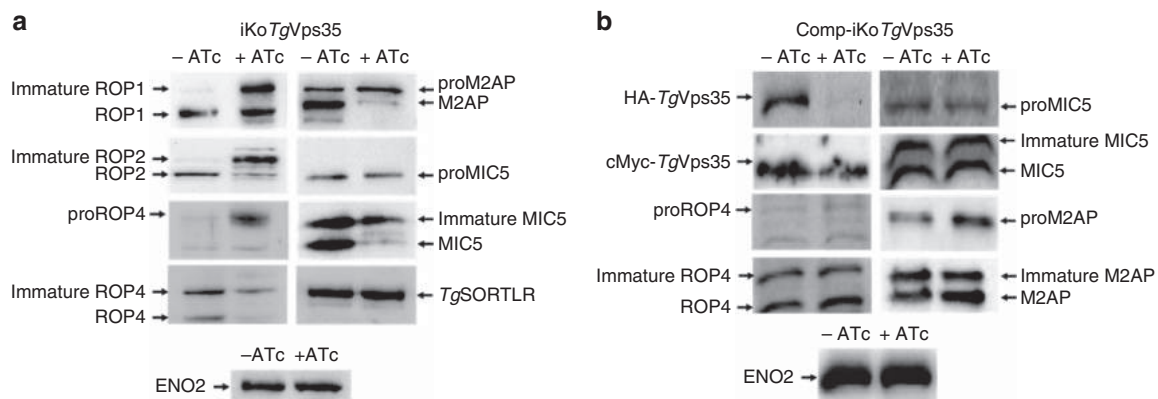 a
iKoTgVps35
– ATc + ATc – ATc + ATc
Immature ROP1
ROP1
proM2AP
M2AP
Immature ROP2
ROP2
proMIC5
proROP4
Immature MIC5
MIC5
Immature ROP4
ROP4
TgSORTLR
–ATc +ATc
ENO2
b
Comp-iKoTgVps35
– ATc + ATc – ATc + ATc
HA-TgVps35
proMIC5
cMyc-TgVps35
Immature MIC5
MIC5
proROP4
proM2AP
Immature ROP4
ROP4
Immature M2AP
M2AP
– ATc + ATc
ENO2